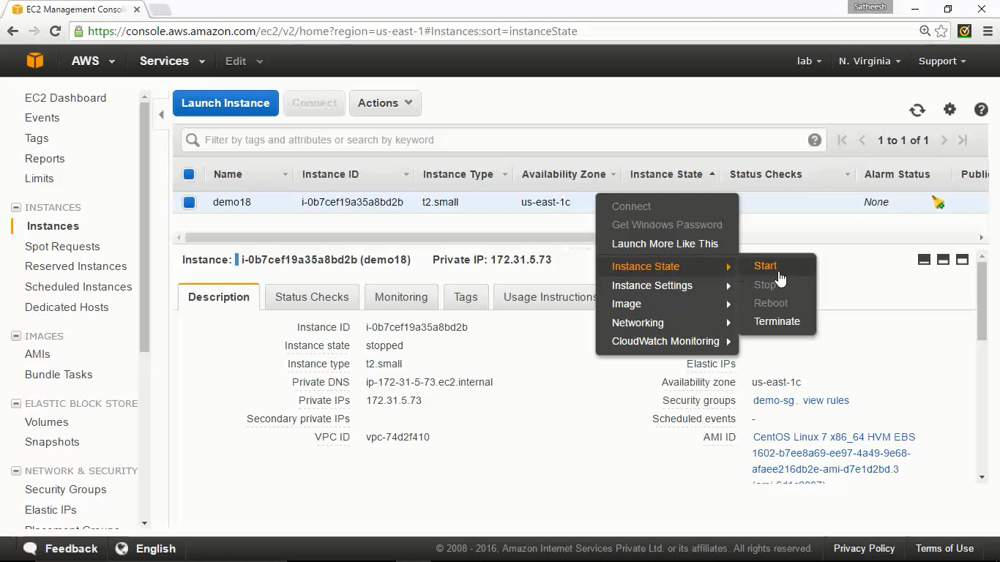 EC2 Management Consol
Satheesh
https://console.aws.amazon.com/ec2/v2/home?region=us-east-1#Instances:sort=instanceState
AWS Services Edit lab N. Virginia Support
EC2 Dashboard
Events
Tags
Reports
Limits
INSTANCES
Instances
Spot Requests
Reserved Instances
Scheduled Instances
Dedicated Hosts
IMAGES
AMIs
Bundle Tasks
ELASTIC BLOCK STORE
Volumes
Snapshots
NETWORK & SECURITY
Security Groups
Elastic IPs
Launch Instance Connect Actions
Filter by tags and attributes or search by keyword
1 to 1 of 1
Name Instance ID Instance Type Availability Zone Instance State Status Checks Alarm Status Public
demo18 i-0b7cef19a35a8bd2b t2.small us-east-1c None
Connect
Get Windows Password
Launch More Like This
Instance State
Instance Settings
Image
Networking
CloudWatch Monitoring
Start
Stop
Reboot
Terminate
Instance: i-0b7cef19a35a8bd2b (demo18) Private IP: 172.31.5.73
Description Status Checks Monitoring Tags Usage Instructions
Instance ID i-0b7cef19a35a8bd2b
Instance state stopped
Instance type t2.small
Private DNS ip-172-31-5-73.ec2.internal
Private IPs 172.31.5.73
Secondary private IPs
VPC ID vpc-74d2f410
Elastic IPs
Availability zone us-east-1c
Security groups demo-sg. view rules
Scheduled events -
AMI ID CentOS Linux 7 x86_64 HVM EBS
1602-b7ee8a69-ee97-4a49-9e68-
afaee216db2e-ami-d7e1d2bd.3
Feedback English
© 2008 - 2016, Amazon Internet Services Private Ltd. or its affiliates. All rights reserved. Privacy Policy Terms of Use